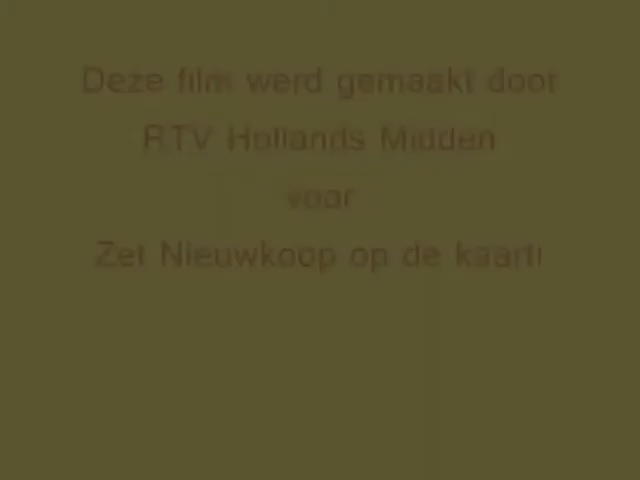 Deze film werd gemaakt door
RTV Hollands Midden
voor
Zet Nieuwkoop op de kaart!